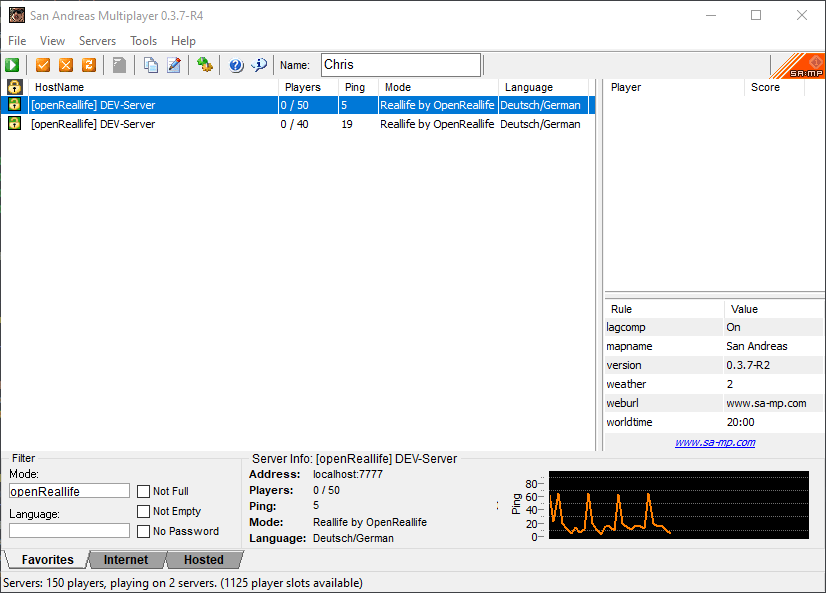 San Andreas Multiplayer 0.3.7-R4
File View Servers Tools Help
Name: Chris
SA:MP
HostName Players Ping Mode Language
[openReallife] DEV-Server 0 / 50 5 Reallife by OpenReallife Deutsch/German
[openReallife] DEV-Server 0 / 40 19 Reallife by OpenReallife Deutsch/German
Player Score
Rule Value
lagcomp On
mapname San Andreas
version 0.3.7-R2
weather 2
weburl www.sa-mp.com
worldtime 20:00
www.sa-mp.com
Filter
Mode:
openReallife
Not Full
Language:
Not Empty
No Password
Server Info: [openReallife] DEV-Server
Address: localhost:7777
Players: 0 / 50
Ping: 5
:
Mode: Reallife by OpenReallife
Language: Deutsch/German
Ping
80
60
40
20
0
Favorites Internet Hosted
Servers: 150 players, playing on 2 servers. (1125 player slots available)